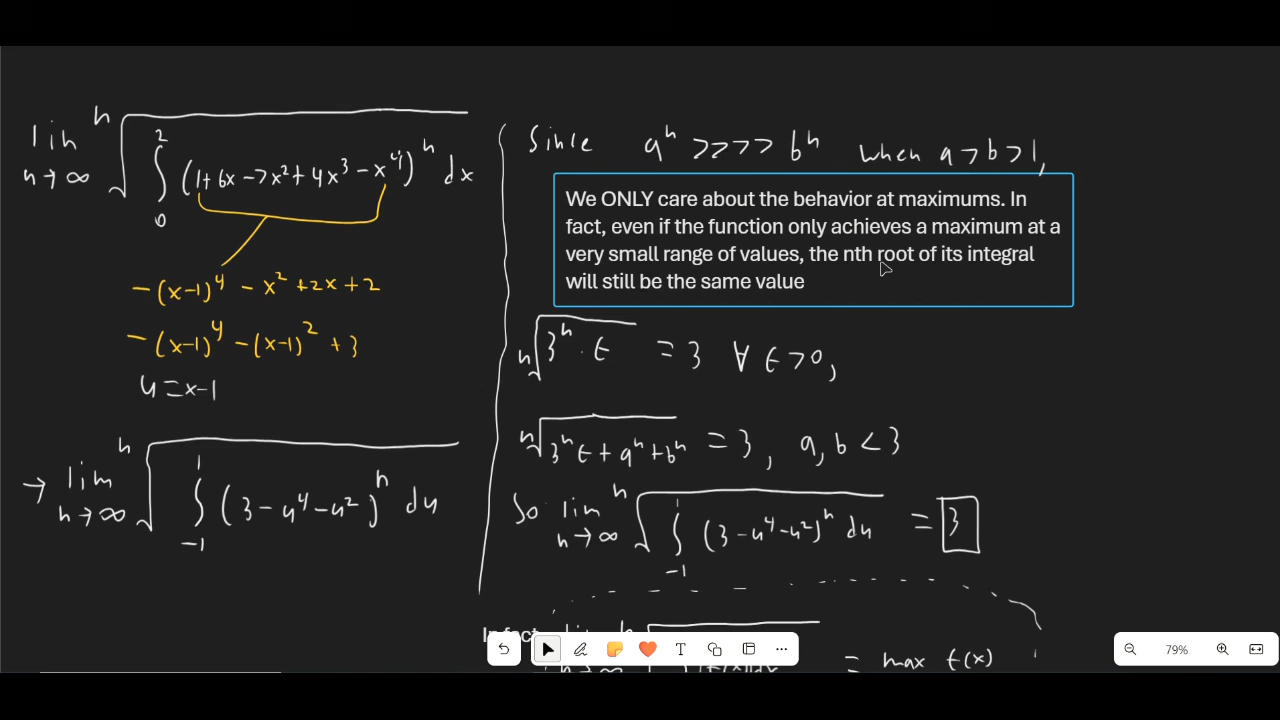 lim n→∞ ⁿ√ ∫₀² (1+6x-7x²+4x³-x⁴)ⁿ dx
-(x-1)⁴ - x² +2x+2
-(x-1)⁴ -(x-1)² +3
u=x-1
→ lim n→∞ ⁿ√ ∫₋₁¹ (3-u⁴-u²)ⁿ du
Since aⁿ >>>> bⁿ when a>b>1,
We ONLY care about the behavior at maximums. In
fact, even if the function only achieves a maximum at a
very small range of values, the nth root of its integral
will still be the same value
ⁿ√3ⁿ·ε = 3 ∀ ε>0,
ⁿ√3ⁿε+aⁿ+bⁿ = 3, a,b<3
So lim n→∞ ⁿ√ ∫₋₁¹ (3-u⁴-u²)ⁿ du = 3
In fact
= max f(x)
79%